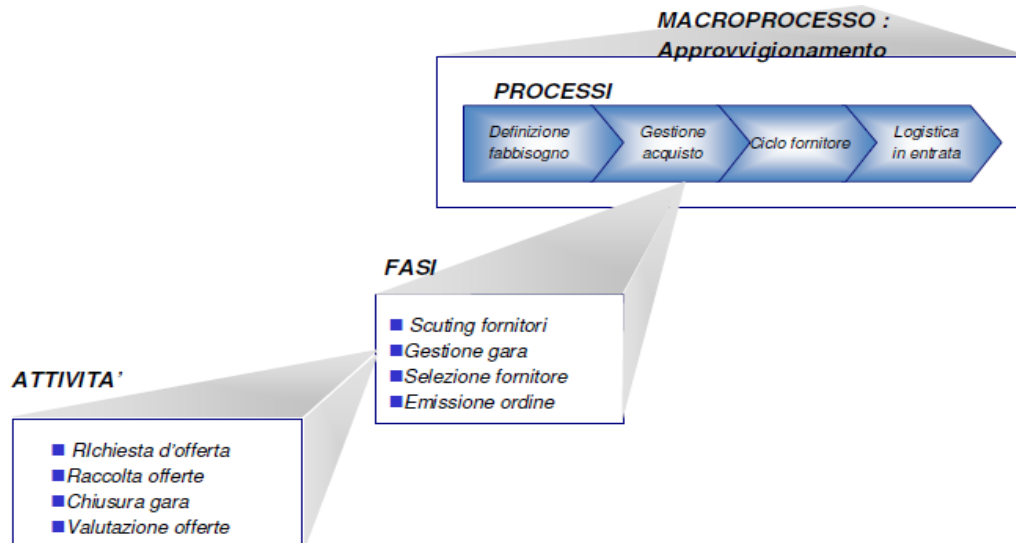 MACROPROCESSO :
Approvvigionamento
PROCESSI
Definizione
fabbisogno
Gestione
acquisto
Ciclo fornitore
Logistica
in entrata
FASI
Scuting fornitori
Gestione gara
Selezione fornitore
Emissione ordine
ATTIVITA’
RIchiesta d'offerta
Raccolta offerte
Chiusura gara
Valutazione offerte